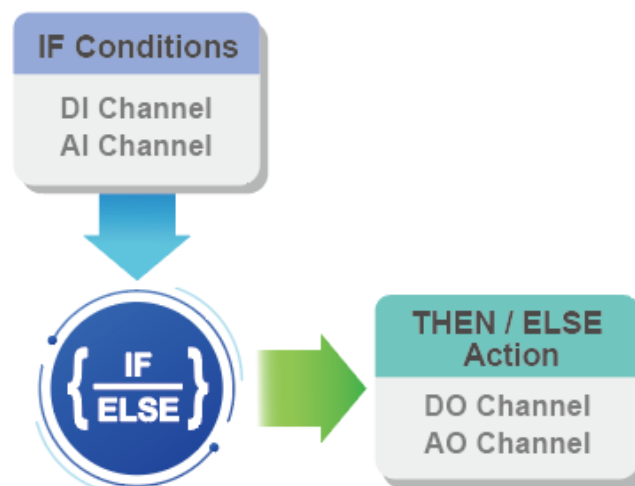 IF Conditions
DI Channel
AI Channel
{ IF
ELSE }
THEN / ELSE
Action
DO Channel
AO Channel